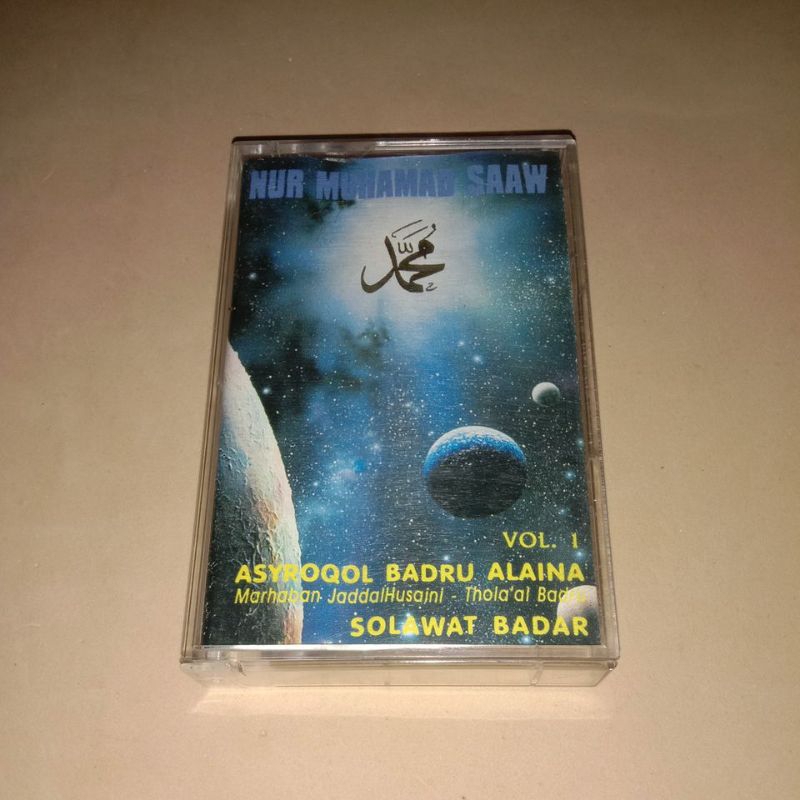 NUR MUHAMAD SAAW
محمد
VOL. 1
ASYROQOL BADRU ALAINA
Marhaban JaddalHusaini - Thola'al Badru
SOLAWAT BADAR